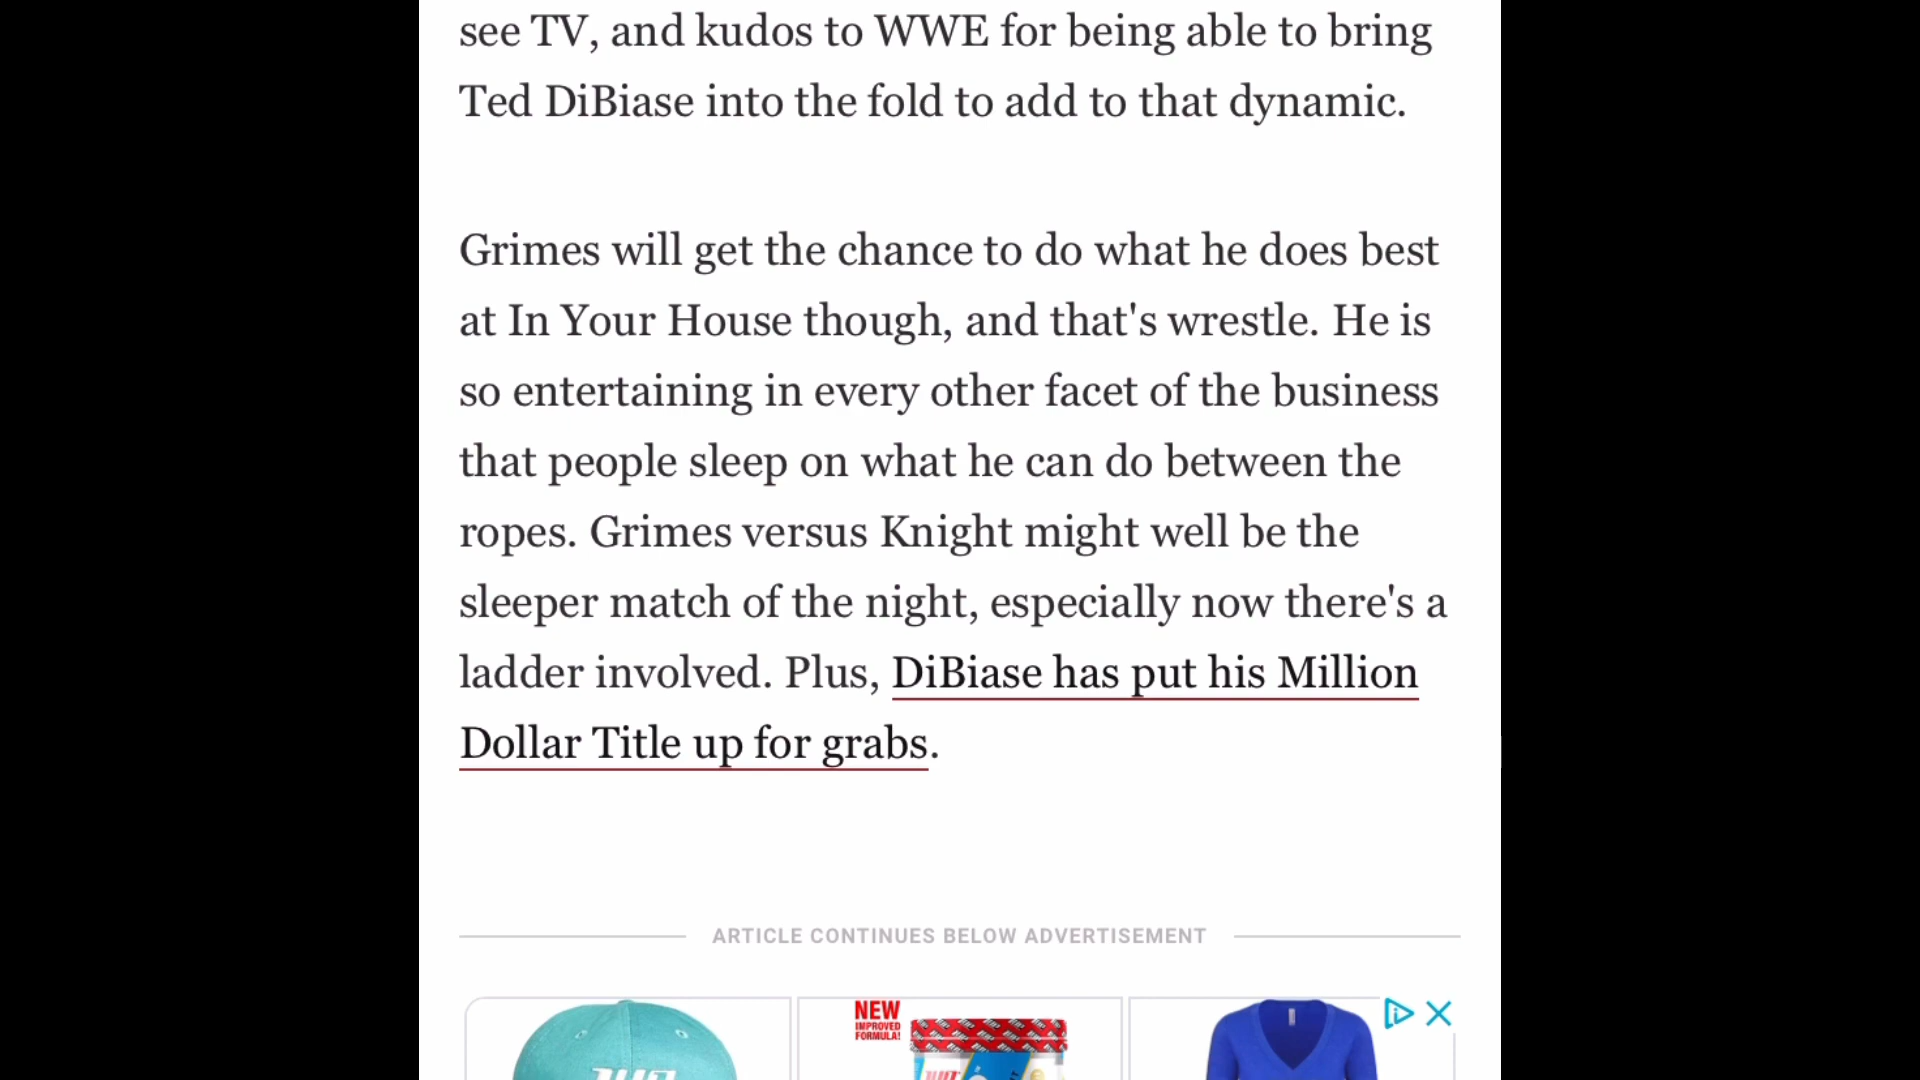 see TV, and kudos to WWE for being able to bring
Ted DiBiase into the fold to add to that dynamic.
Grimes will get the chance to do what he does best
at In Your House though, and that's wrestle. He is
so entertaining in every other facet of the business
that people sleep on what he can do between the
ropes. Grimes versus Knight might well be the
sleeper match of the night, especially now there's a
ladder involved. Plus, DiBiase has put his Million
Dollar Title up for grabs.
ARTICLE CONTINUES BELOW ADVERTISEMENT
NEW
IMPROVED
FORMULA!